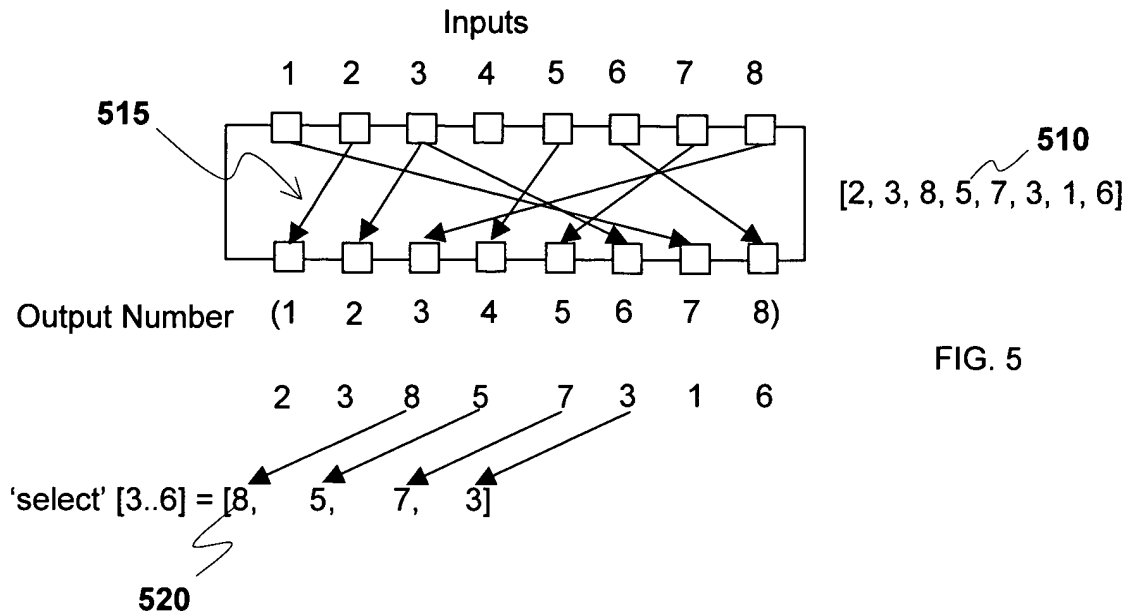 Inputs
1 2 3 4 5 6 7 8
515
510
[2, 3, 8, 5, 7, 3, 1, 6]
Output Number (1 2 3 4 5 6 7 8)
FIG. 5
2 3 8 5 7 3 1 6
‘select’ [3..6] = [8, 5, 7, 3]
520